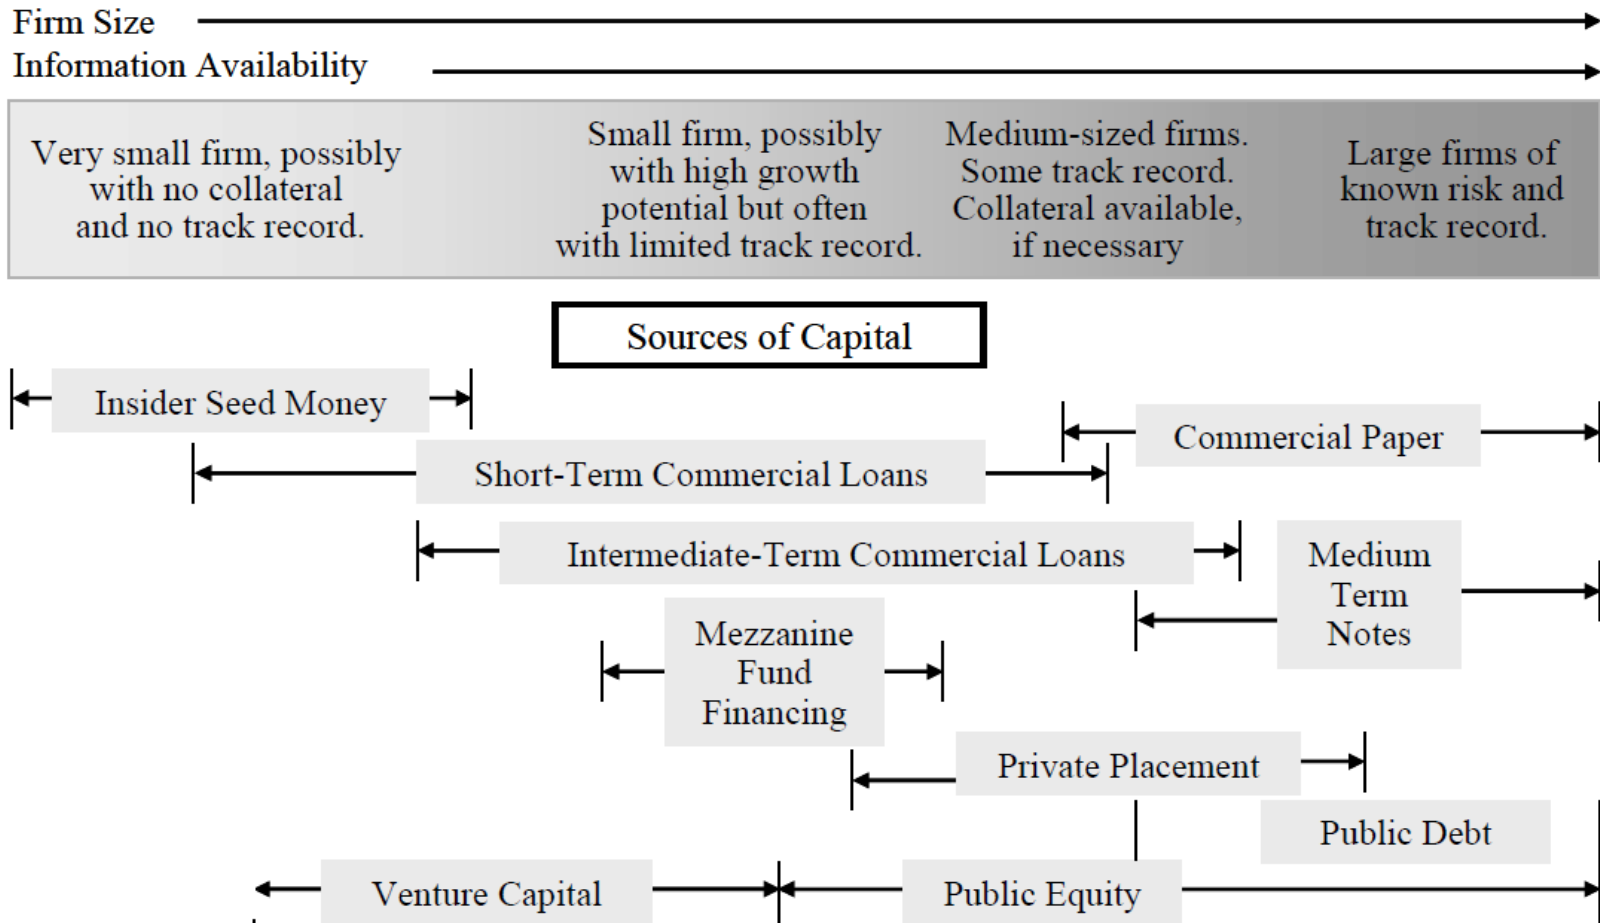 Firm Size
Information Availability
Very small firm, possibly
with no collateral
and no track record.
Small firm, possibly
with high growth
potential but often
with limited track record.
Medium-sized firms.
Some track record.
Collateral available,
if necessary
Large firms of
known risk and
track record.
Sources of Capital
Insider Seed Money
Commercial Paper
Short-Term Commercial Loans
Intermediate-Term Commercial Loans
Medium
Term
Notes
Mezzanine
Fund
Financing
Private Placement
Public Debt
Venture Capital
Public Equity